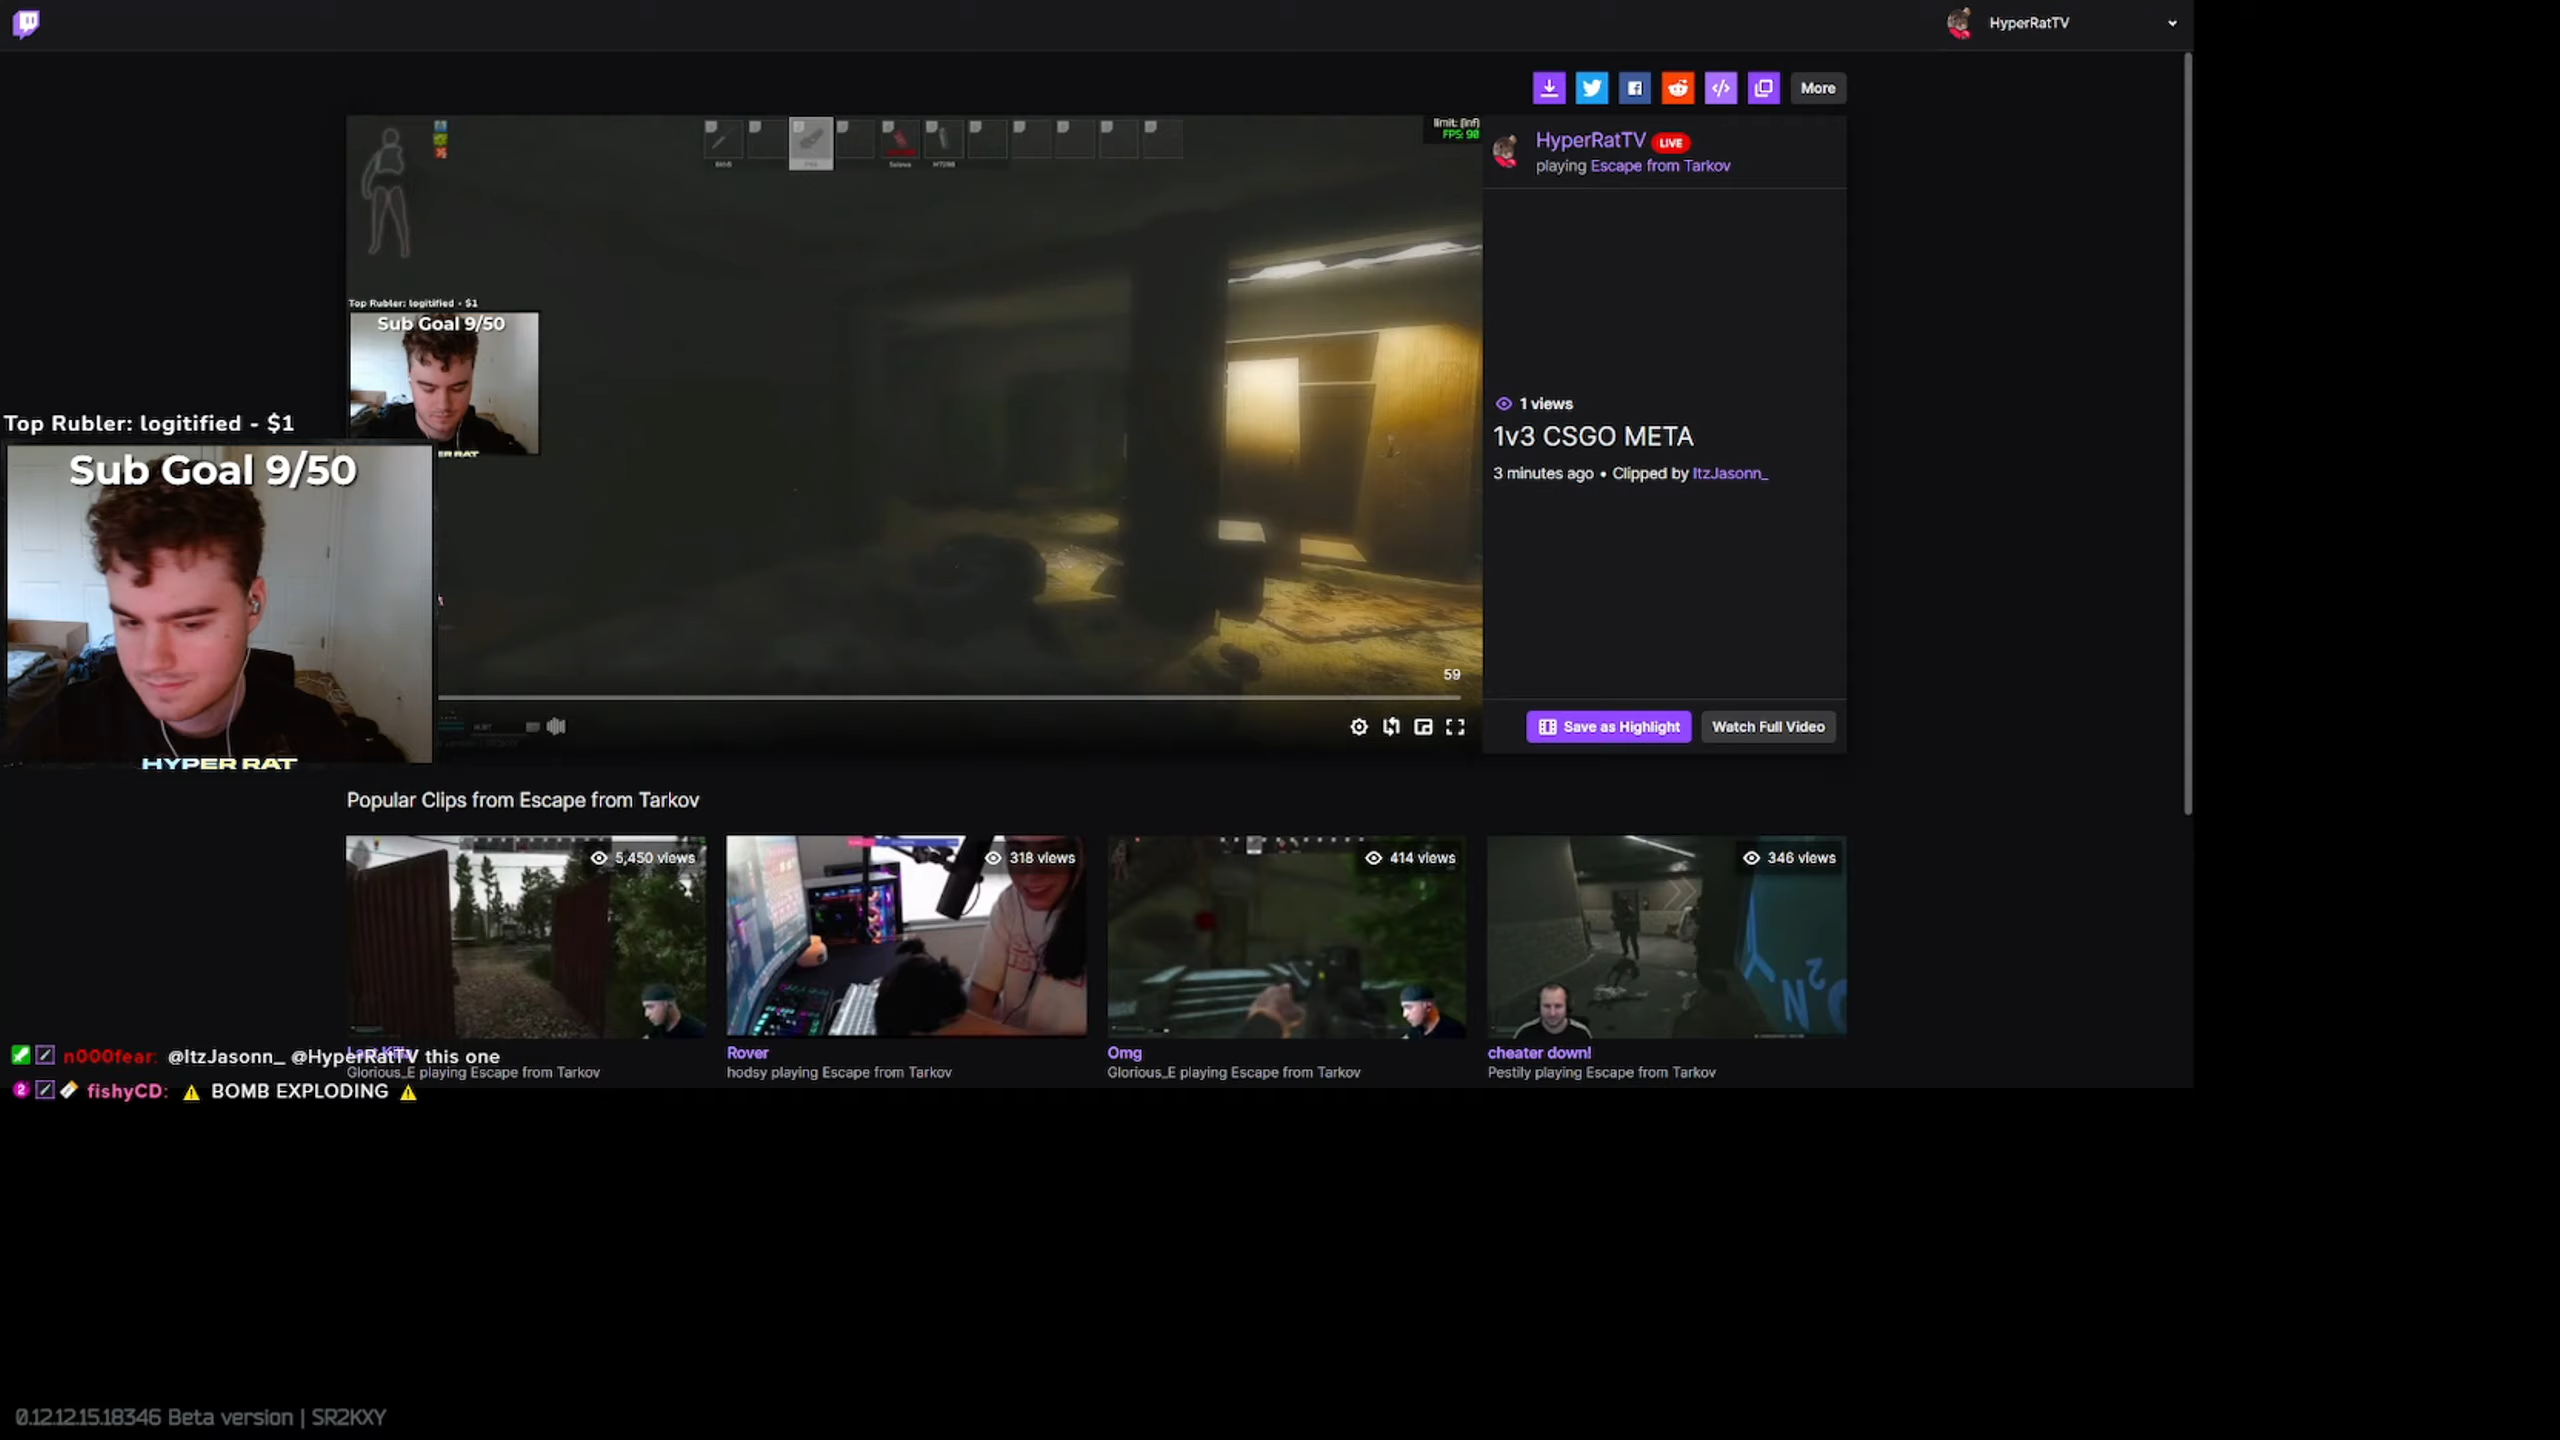 HyperRatTV
More
limit: (inf)
FPS: 90
HyperRatTV LIVE
playing Escape from Tarkov
Top Rubler: logitified - $1
Sub Goal 9/50
1 views
1v3 CSGO META
3 minutes ago • Clipped by ItzJasonn_
Top Rubler: logitified - $1
Sub Goal 9/50
HYPER RAT
59
Save as Highlight
Watch Full Video
Popular Clips from Escape from Tarkov
5,450 views
318 views
414 views
346 views
n000fear: @ItzJasonn_ @HyperRatTV this one
Glorious_E playing Escape from Tarkov
Rover
hodsy playing Escape from Tarkov
Omg
Glorious_E playing Escape from Tarkov
cheater down!
Pestily playing Escape from Tarkov
2 fishyCD: ⚠ BOMB EXPLODING ⚠
0.12.12.15.18346 Beta version | SR2KXY